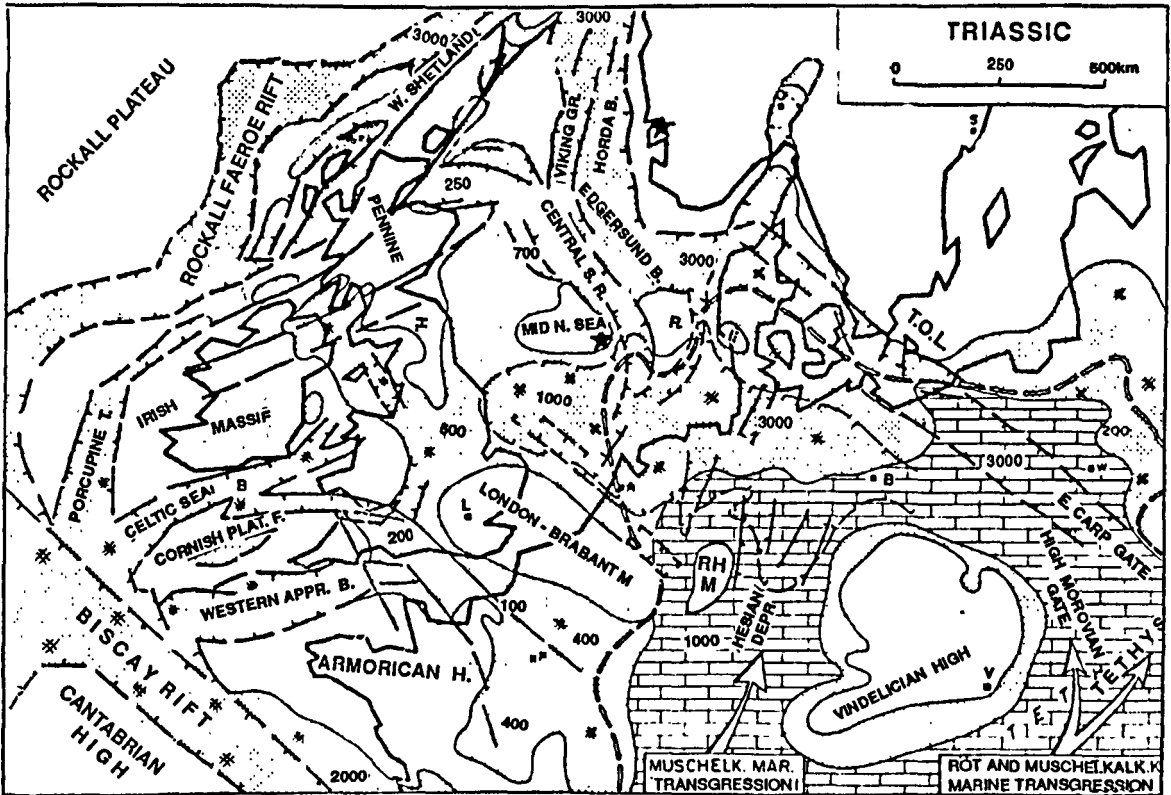 TRIASSIC
0 250 500km
3000
3000
ROCKALL PLATEAU
W. SHETLAND
ROCKALL FAEROE RIFT
VIKING GR.
HORDA B.
O
S
250
PENNINE
EDGERSUND B.
CENTRAL S. R.
700
3000
MID N. SEA
R.
H.
T.O.L
IRISH
MASSIF
1000
600
3000
200
3000
W
PORCUPINE T.
CELTIC SEA
B
B
L
LONDON - BRABANT M
E. CARP GATE
CORNISH PLAT. F.
200
RH
M
HIGH MOROVIAN
GATE
WESTERN APPR. B.
100
HESIAN
DEPR.
400
1000
BISCAY RIFT
ARMORICAN H.
P
V
VINDELICIAN HIGH
TETHYS
CANTABRIAN
HIGH
400
2000
MUSCHELK. MAR.
TRANSGRESSION
RÖT AND MUSCHELKALK.K
MARINE TRANSGRESSION